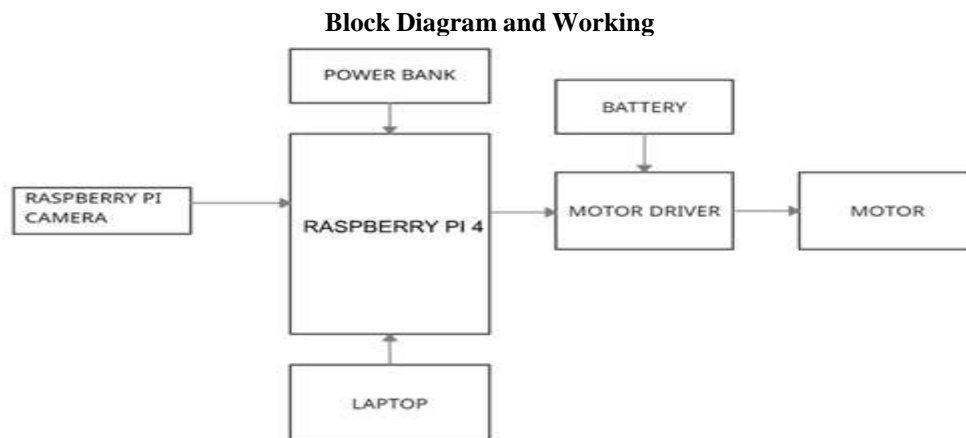 Block Diagram and Working
POWER BANK
BATTERY
RASPBERRY PI
CAMERA
RASPBERRY PI 4
MOTOR DRIVER
MOTOR
LAPTOP